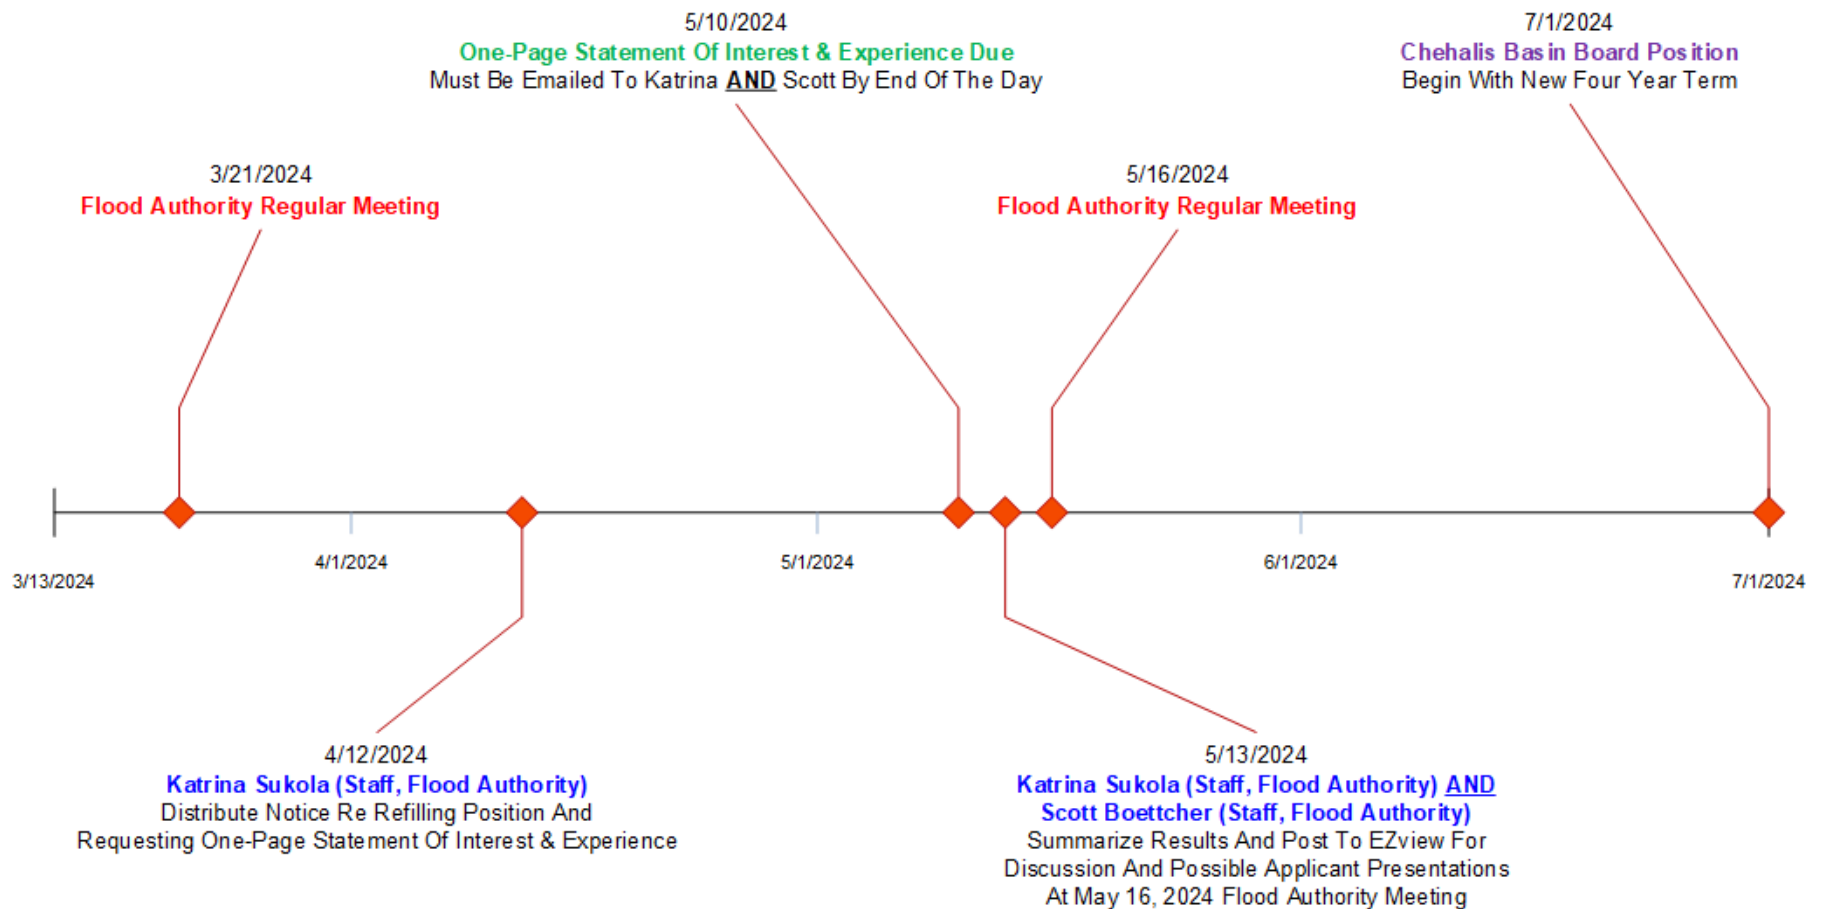 5/10/2024
One-Page Statement Of Interest & Experience Due
Must Be Emailed To Katrina AND Scott By End Of The Day
7/1/2024
Chehalis Basin Board Position
Begin With New Four Year Term
3/21/2024
Flood Authority Regular Meeting
5/16/2024
Flood Authority Regular Meeting
3/13/2024
4/1/2024
5/1/2024
6/1/2024
7/1/2024
4/12/2024
Katrina Sukola (Staff, Flood Authority)
Distribute Notice Re Refilling Position And
Requesting One-Page Statement Of Interest & Experience
5/13/2024
Katrina Sukola (Staff, Flood Authority) AND
Scott Boettcher (Staff, Flood Authority)
Summarize Results And Post To EZview For
Discussion And Possible Applicant Presentations
At May 16, 2024 Flood Authority Meeting